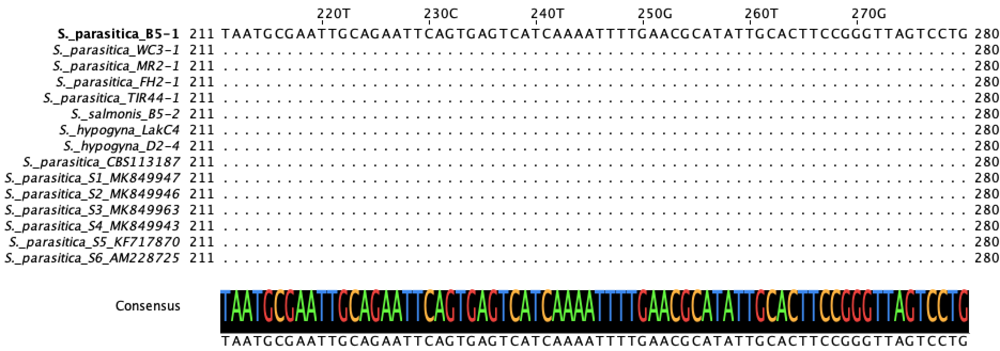 220T 230C 240T 250G 260T 270G
S._parasitica_B5-1 211 TAATGCGAATTGCAGAATTCAGTGAGTCATCAAAATTTTGAACGCATATTGCACTTCCGGGTTAGTCCTG 280
S._parasitica_WC3-1 211 ...................................................................... 280
S._parasitica_MR2-1 211 ...................................................................... 280
S._parasitica_FH2-1 211 ...................................................................... 280
S._parasitica_TIR44-1 211 ...................................................................... 280
S._salmonis_B5-2 211 ...................................................................... 280
S._hypogyna_LakC4 211 ...................................................................... 280
S._hypogyna_D2-4 211 ...................................................................... 280
S._parasitica_CBS113187 211 ...................................................................... 280
S._parasitica_S1_MK849947 211 ...................................................................... 280
S._parasitica_S2_MK849946 211 ...................................................................... 280
S._parasitica_S3_MK849963 211 ...................................................................... 280
S._parasitica_S4_MK849943 211 ...................................................................... 280
S._parasitica_S5_KF717870 211 ...................................................................... 280
S._parasitica_S6_AM228725 211 ...................................................................... 280
Consensus TAATGCGAATTGCAGAATTCAGTGAGTCATCAAAATTTTGAACGCATATTGCACTTCCGGGTTAGTCCTG
TAATGCGAATTGCAGAATTCAGTGAGTCATCAAAATTTTGAACGCATATTGCACTTCCGGGTTAGTCCTG